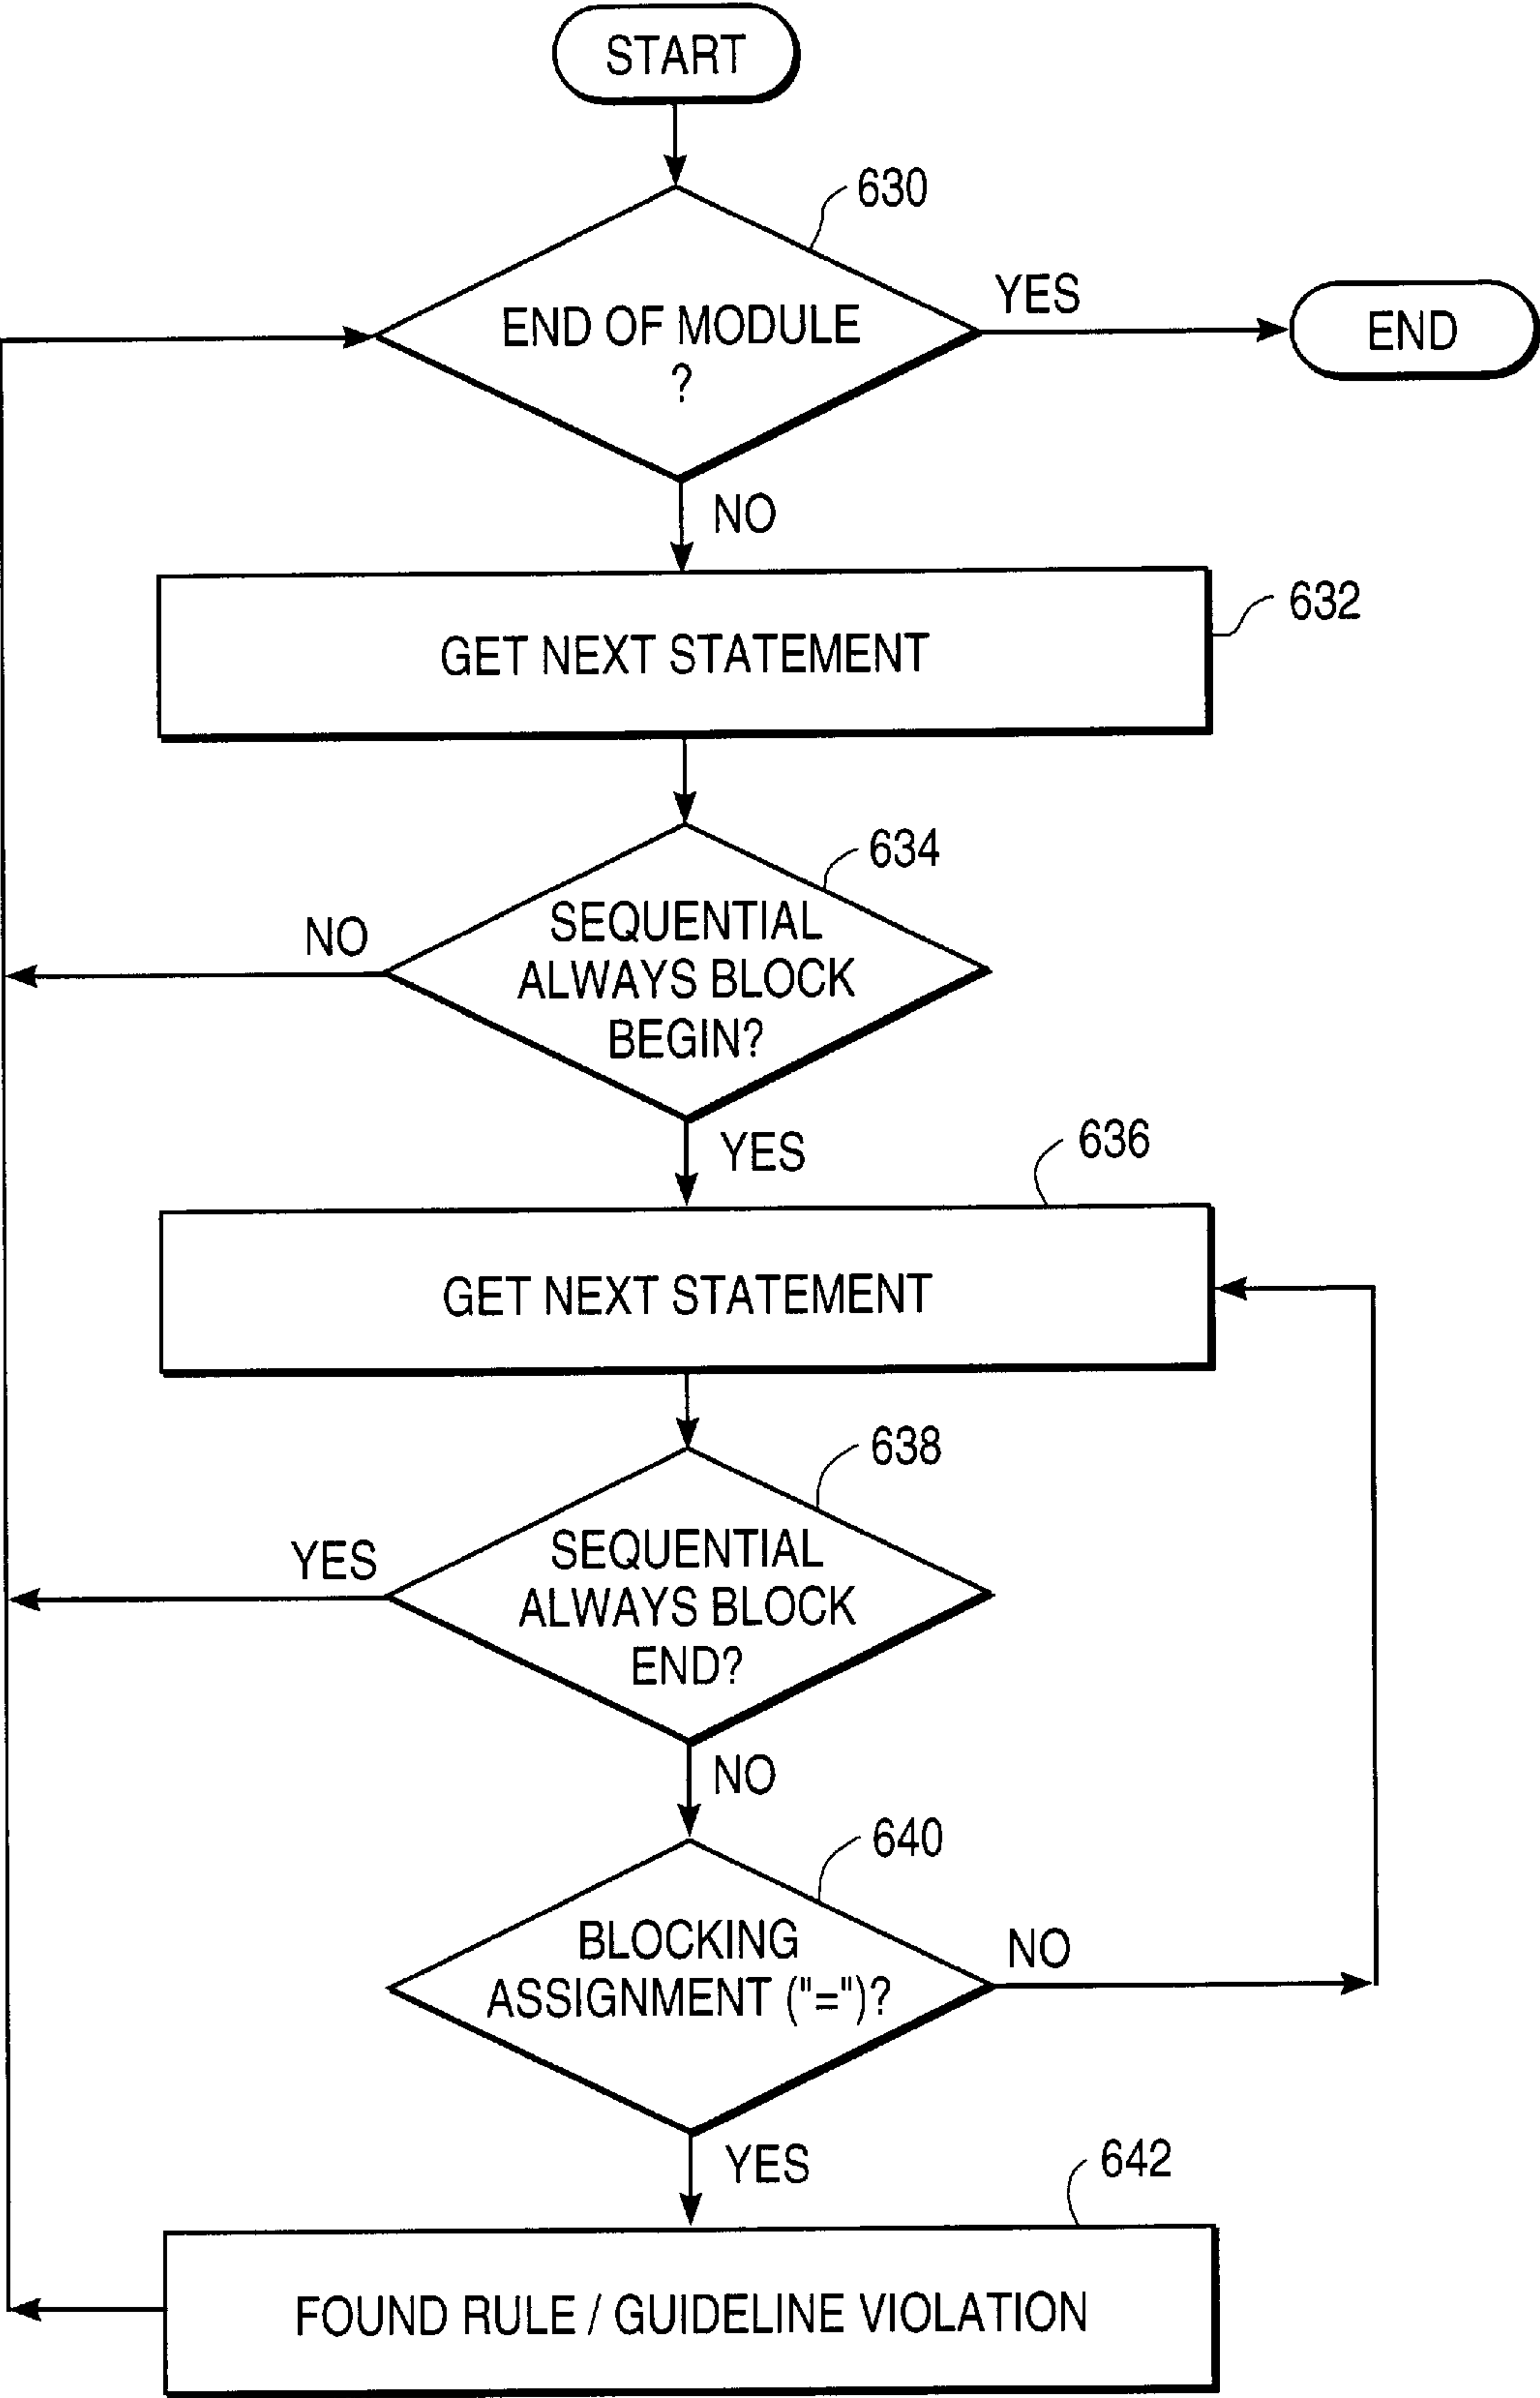 START
630
END OF MODULE
?
YES
END
NO
GET NEXT STATEMENT
632
634
SEQUENTIAL
ALWAYS BLOCK
BEGIN?
NO
YES
636
GET NEXT STATEMENT
638
SEQUENTIAL
ALWAYS BLOCK
END?
YES
NO
640
BLOCKING
ASSIGNMENT ("=")?
NO
YES
642
FOUND RULE / GUIDELINE VIOLATION